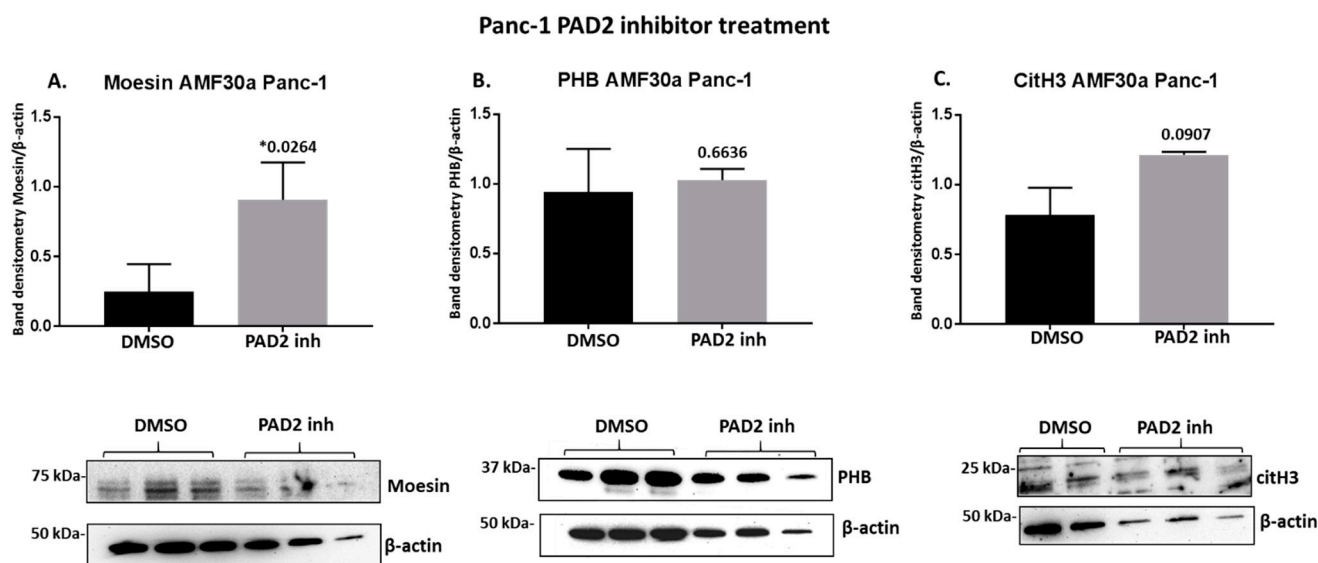 Panc-1 PAD2 inhibitor treatment
A.
Moesin AMF30a Panc-1
Band densitometry Moesin/β-actin
1.5
1.0
0.5
0.0
*0.0264
DMSO
PAD2 inh
B.
PHB AMF30a Panc-1
Band densitometry PHB/β-actin
1.5
1.0
0.5
0.0
0.6636
DMSO
PAD2 inh
C.
CitH3 AMF30a Panc-1
Band densitometry citH3/β-actin
1.5
1.0
0.5
0.0
0.0907
DMSO
PAD2 inh
DMSO
PAD2 inh
75 kDa-
Moesin
50 kDa-
β-actin
DMSO
PAD2 inh
37 kDa-
PHB
50 kDa-
β-actin
DMSO
PAD2 inh
25 kDa-
citH3
50 kDa-
β-actin